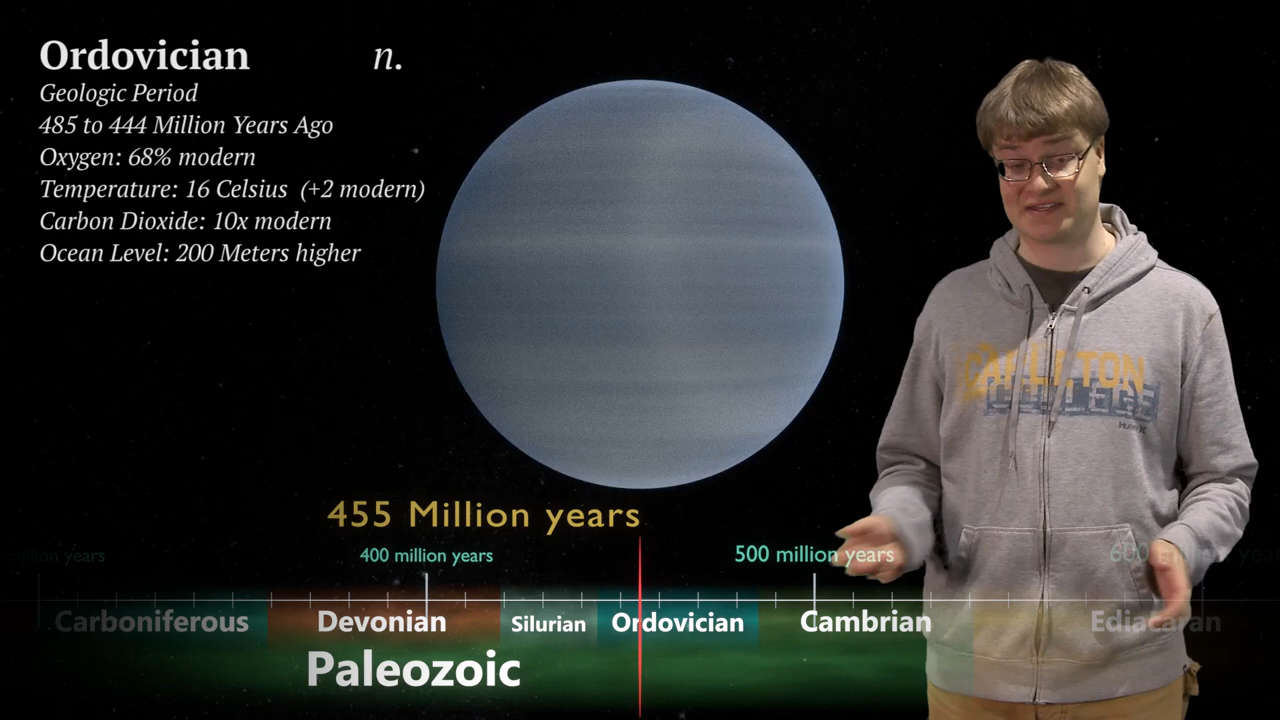 Ordovician n.
Geologic Period
485 to 444 Million Years Ago
Oxygen: 68% modern
Temperature: 16 Celsius (+2 modern)
Carbon Dioxide: 10x modern
Ocean Level: 200 Meters higher
CARLETON
COLLEGE
455 Million years
million years
400 million years
500 million years
Carboniferous
Devonian
Silurian
Ordovician
Cambrian
Ediacaran
Paleozoic